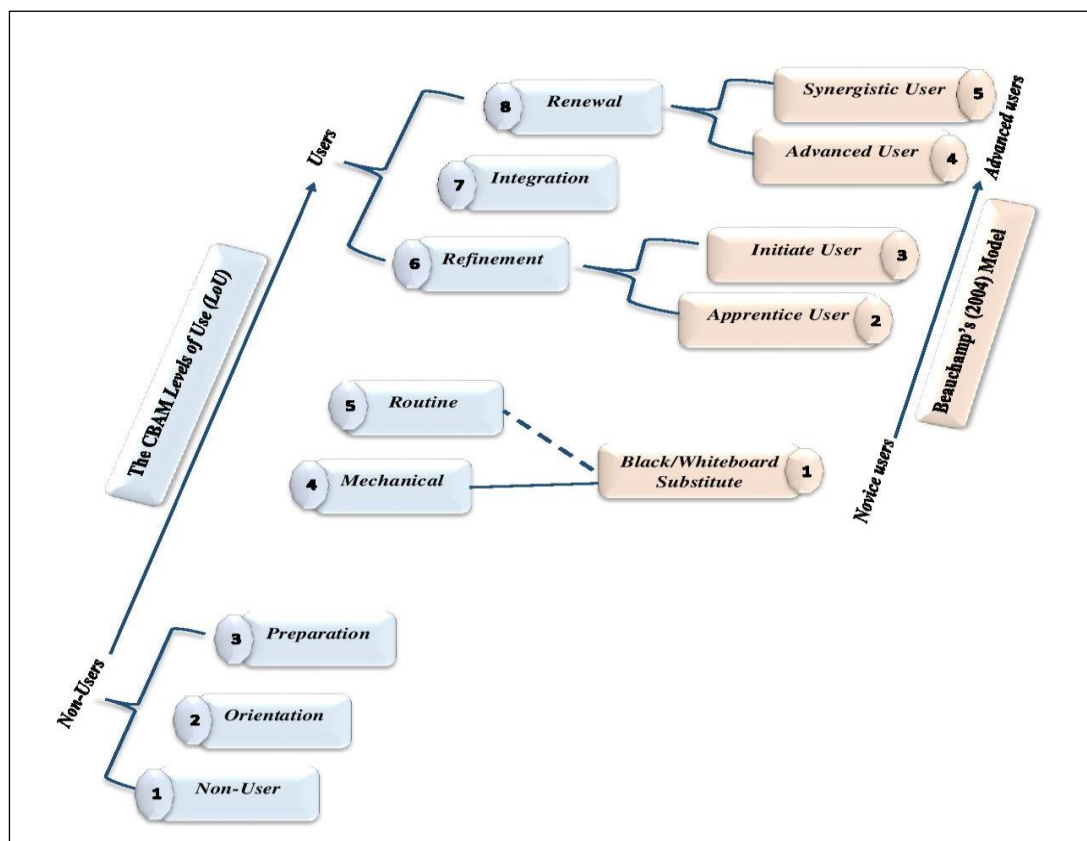 Synergistic User 5
8 Renewal
Advanced User 4
Advanced users
Users
7 Integration
Initiate User 3
6 Refinement
Apprentice User 2
Beauchamp's (2004) Model
The CBAM Levels of Use (LoU)
5 Routine
Black/Whiteboard
Substitute
1
4 Mechanical
Novice users
3 Preparation
Non-Users
2 Orientation
1 Non-User